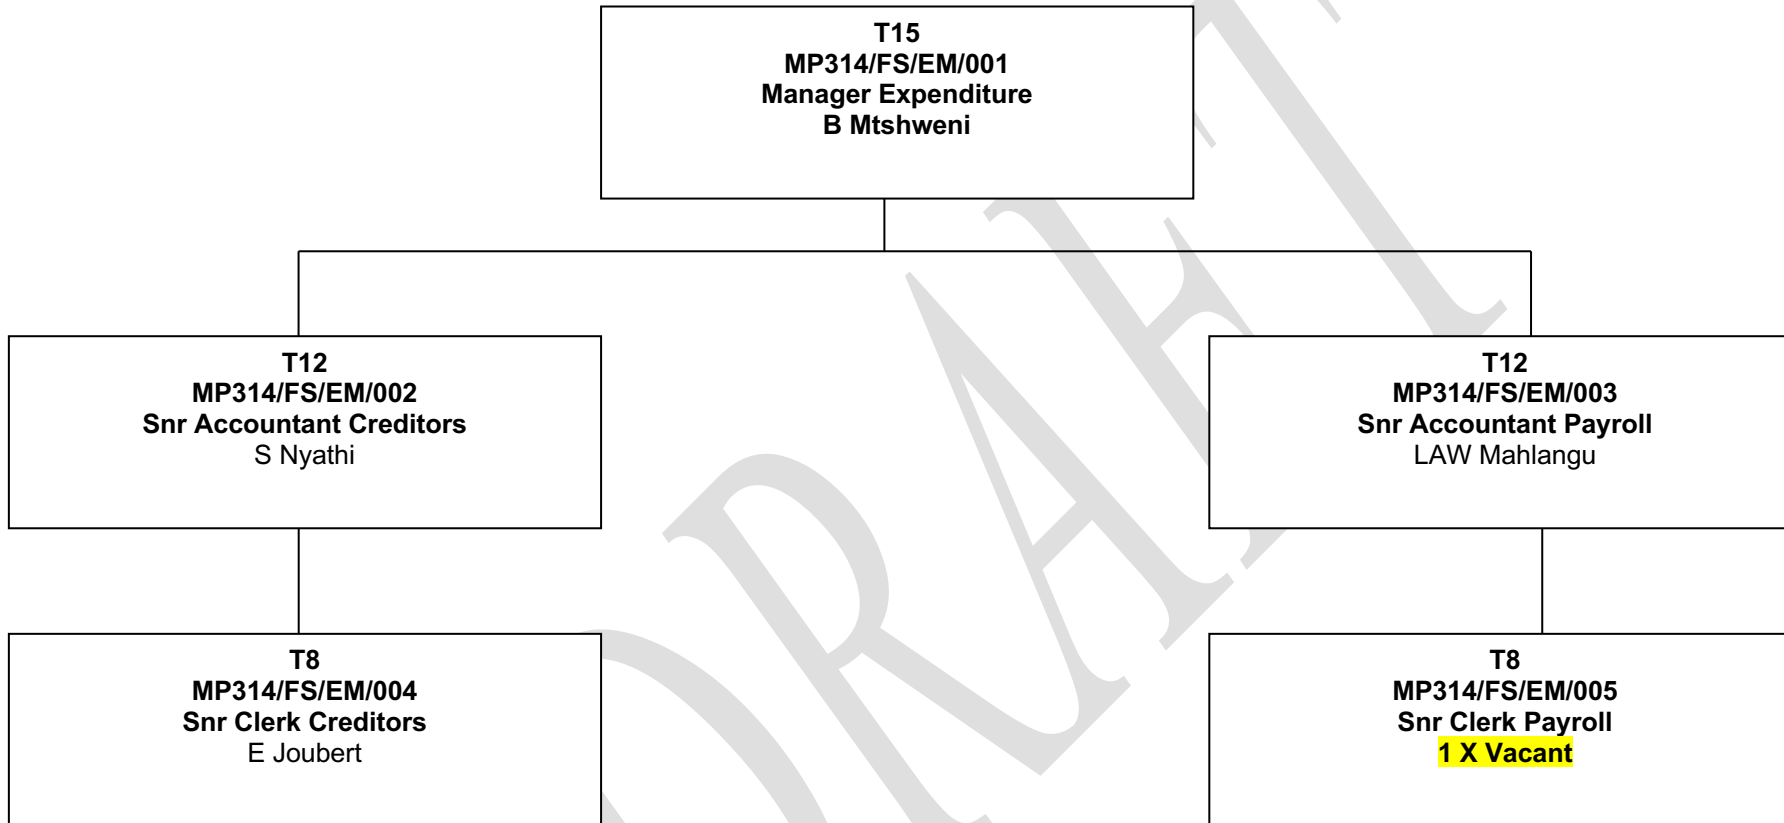 T15
MP314/FS/EM/001
Manager Expenditure
B Mtshweni
T12
MP314/FS/EM/002
Snr Accountant Creditors
S Nyathi
T12
MP314/FS/EM/003
Snr Accountant Payroll
LAW Mahlangu
T8
MP314/FS/EM/004
Snr Clerk Creditors
E Joubert
T8
MP314/FS/EM/005
Snr Clerk Payroll
1 X Vacant
DRAFT